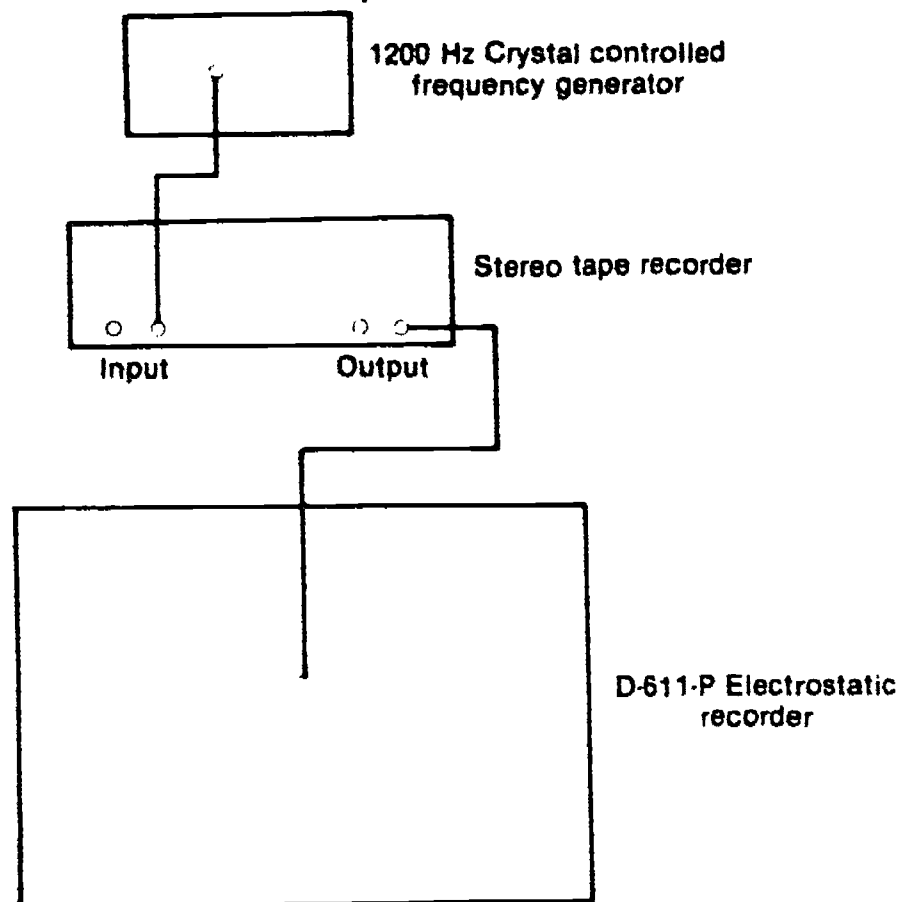 1200 Hz Crystal controlled
frequency generator
Stereo tape recorder
Input
Output
D-611-P Electrostatic
recorder